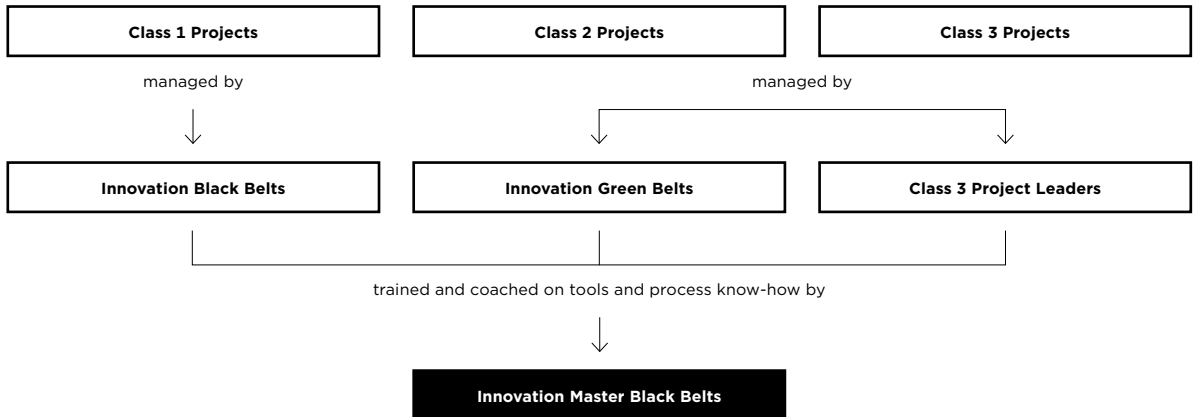 Class 1 Projects
Class 2 Projects
Class 3 Projects
managed by
managed by
Innovation Black Belts
Innovation Green Belts
Class 3 Project Leaders
trained and coached on tools and process know-how by
Innovation Master Black Belts